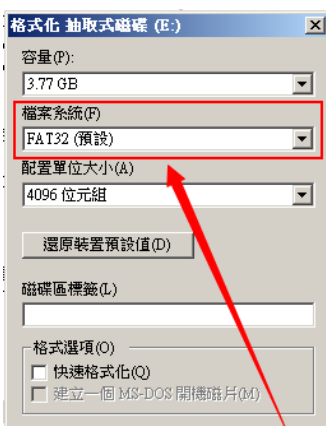 格式化 抽取式磁碟 (E:)
容量(P):
3.77 GB
檔案系統(F)
FAT32 (預設)
配置單位大小(A)
4096 位元組
還原裝置預設值(D)
磁碟區標籤(L)
格式選項(O)
快速格式化(Q)
建立一個 MS-DOS 開機磁片(M)